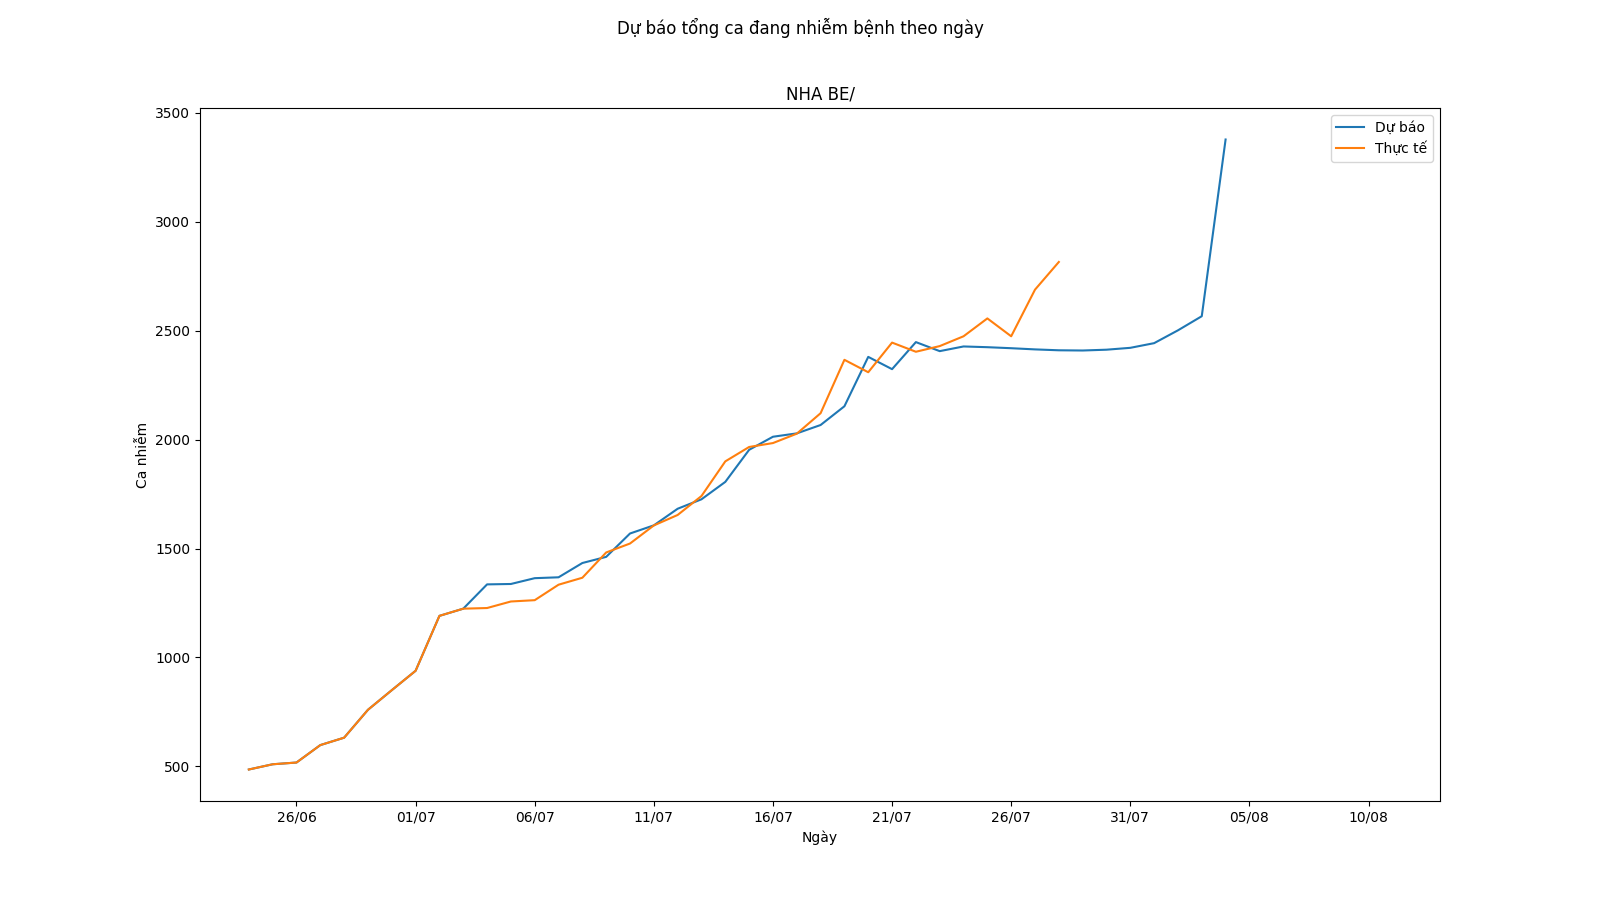 Dự báo tổng ca đang nhiễm bệnh theo ngày
NHA BE/
Dự báo
Thực tế
3500
3000
2500
2000
1500
1000
500
Ca nhiễm
26/06
01/07
06/07
11/07
16/07
21/07
26/07
31/07
05/08
10/08
Ngày